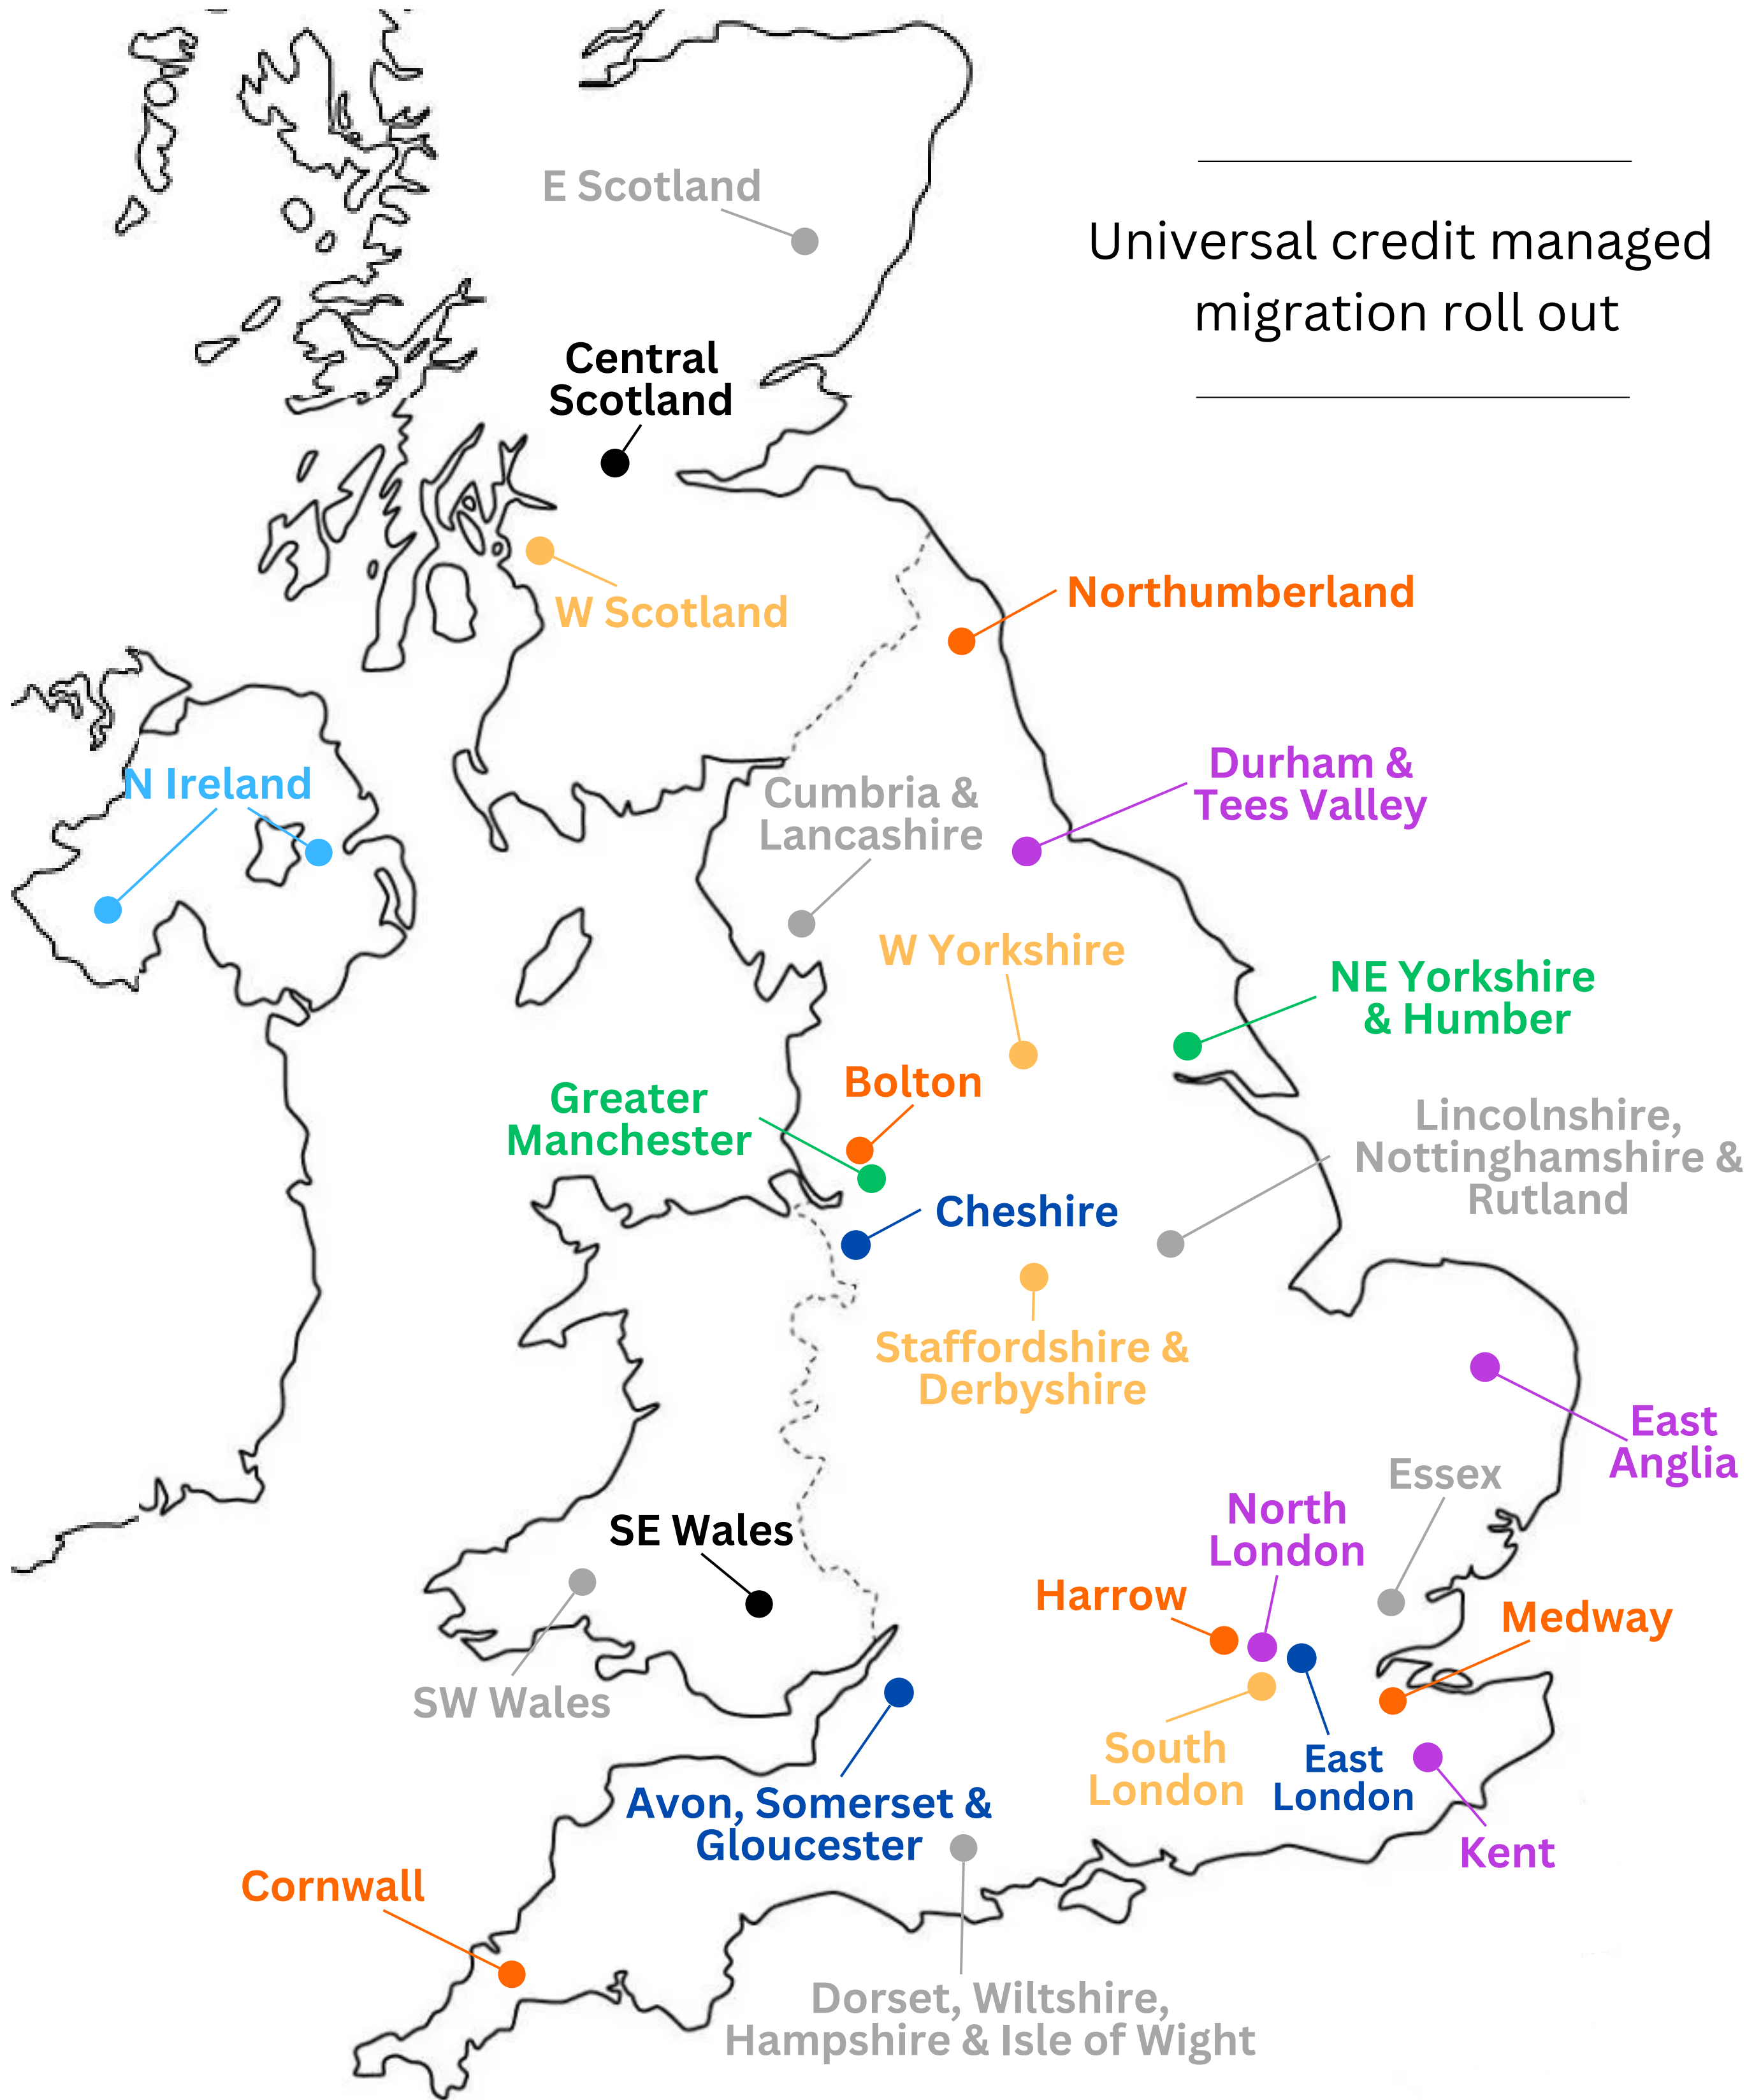 E Scotland
Universal credit managed
migration roll out
Central
Scotland
W Scotland
Northumberland
Durham &
Tees Valley
N Ireland
Cumbria &
Lancashire
W Yorkshire
NE Yorkshire
& Humber
Bolton
Greater
Manchester
Lincolnshire,
Nottinghamshire &
Rutland
Cheshire
Staffordshire &
Derbyshire
East
Anglia
Essex
North
London
SE Wales
Harrow
Medway
SW Wales
South
London
East
London
Avon, Somerset &
Gloucester
Kent
Cornwall
Dorset, Wiltshire,
Hampshire & Isle of Wight